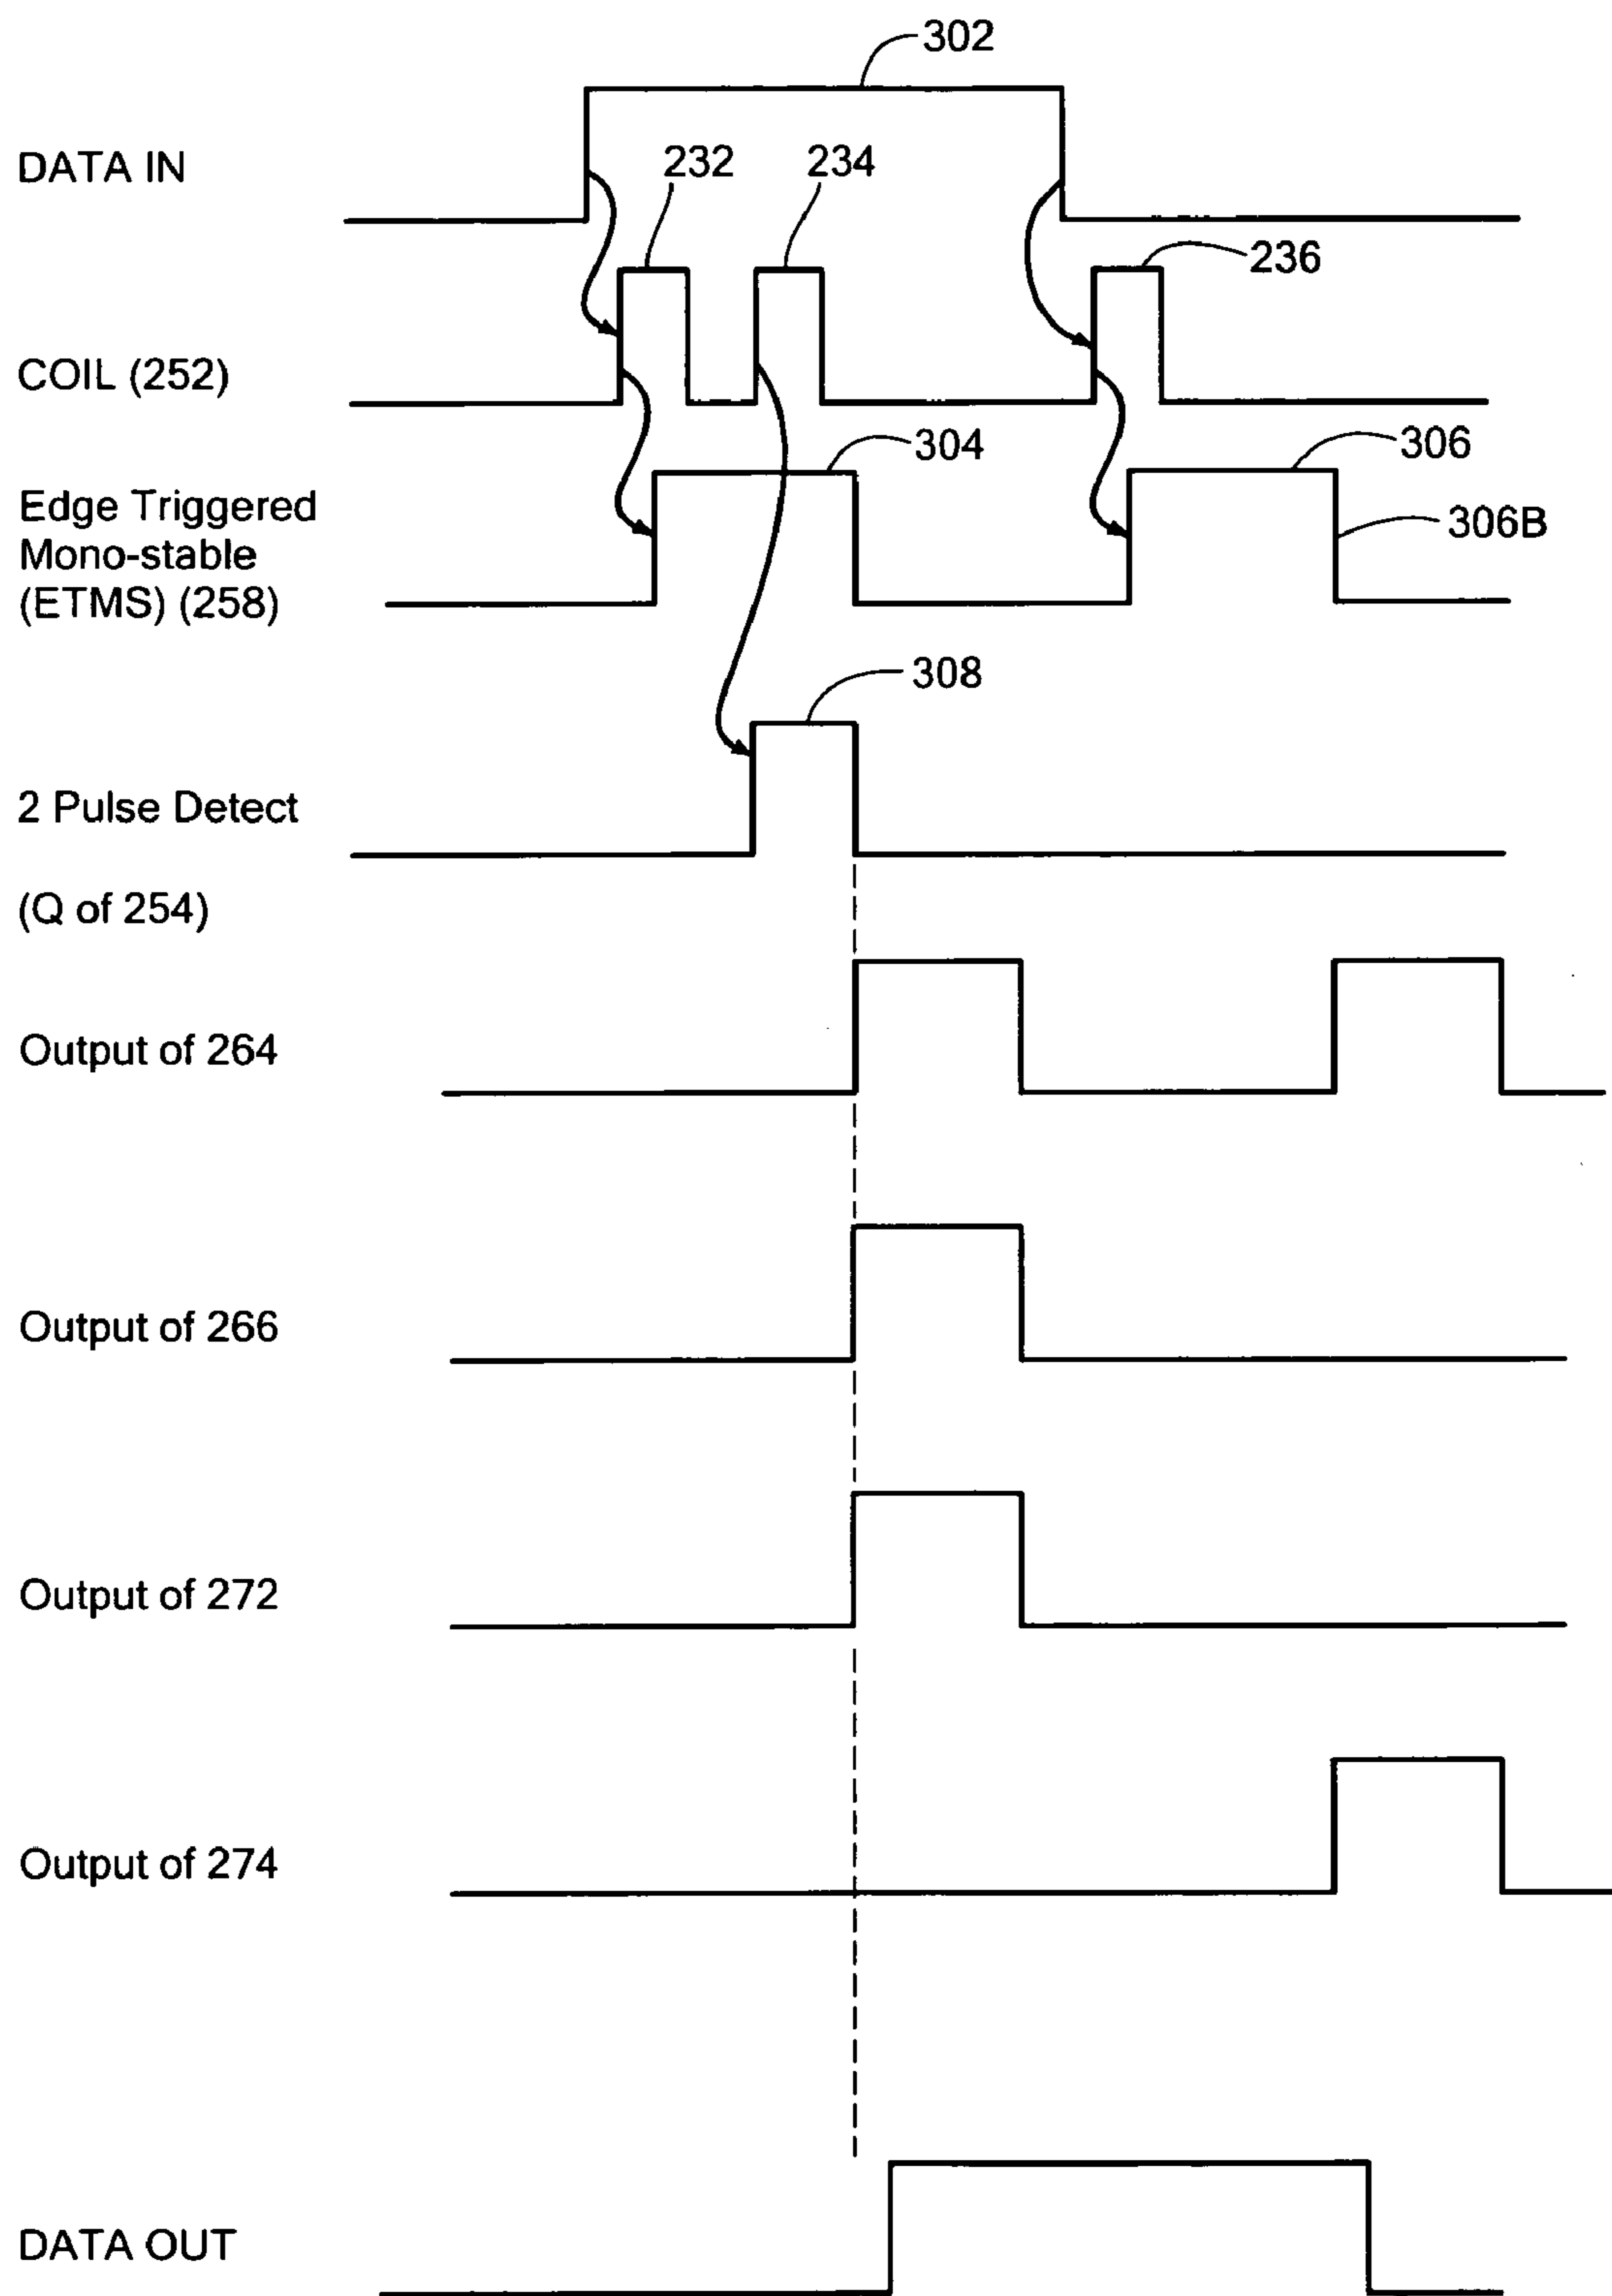 302
DATA IN
232
234
236
COIL (252)
304
306
Edge Triggered
Mono-stable
(ETMS) (258)
306B
308
2 Pulse Detect
(Q of 254)
Output of 264
Output of 266
Output of 272
Output of 274
DATA OUT